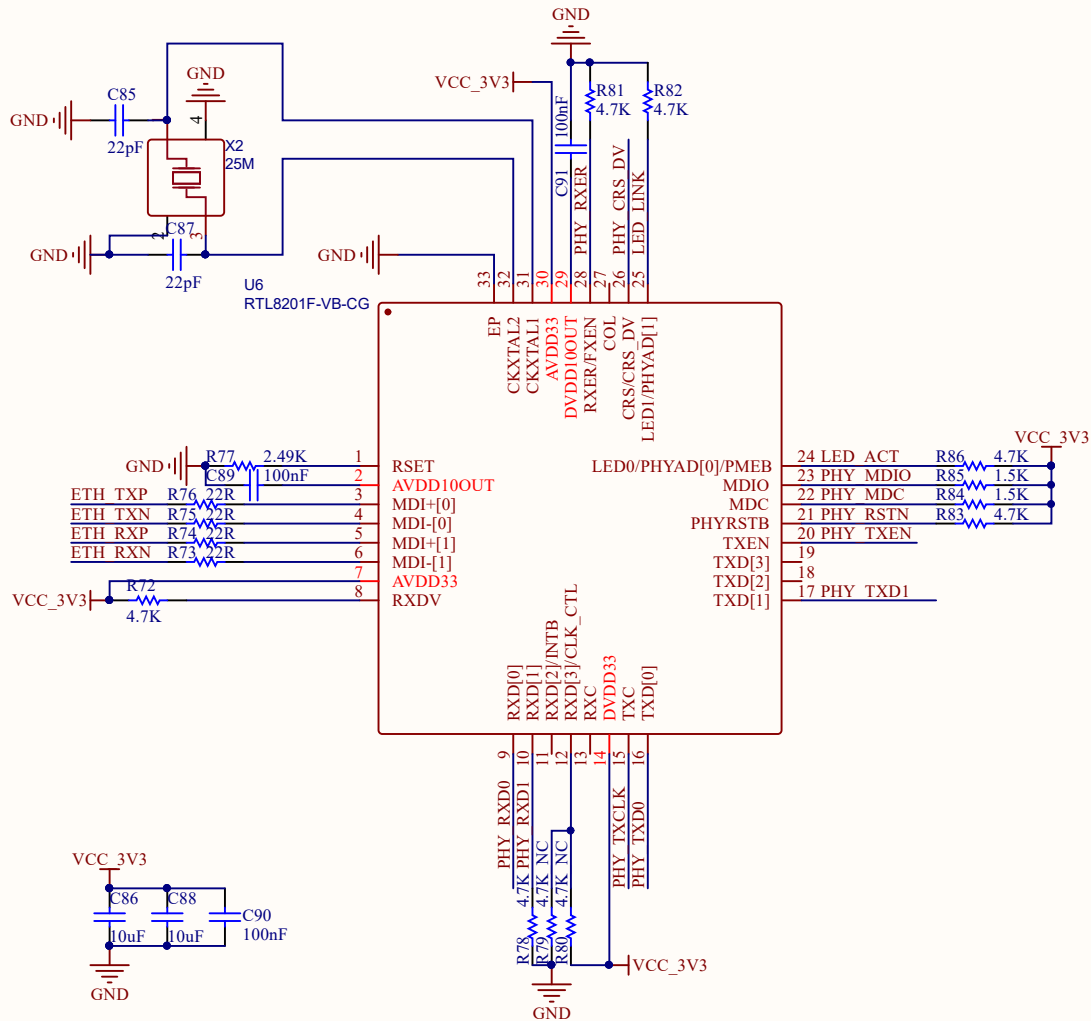 GND
VCC_3V3
100nF
C91
R81
4.7K
R82
4.7K
PHY_RXER
PHY_CRS_DV
LED_LINK
GND
C85
GND
22pF
4
X2
25M
2
3
C87
GND
22pF
GND
U6
RTL8201F-VB-CG
33
32
31
30
29
28
27
26
25
EP
CKXTAL2
CKXTAL1
AVDD33
DVDD10OUT
RXER/FXEN
COL
CRS/CRS_DV
LED1/PHYAD[1]
GND
R77 2.49K 1 RSET
C89 100nF 2 AVDD10OUT
ETH_TXP R76 22R 3 MDI+[0]
ETH_TXN R75 22R 4 MDI-[0]
ETH_RXP R74 22R 5 MDI+[1]
ETH_RXN R73 22R 6 MDI-[1]
7 AVDD33
VCC_3V3 R72 8 RXDV
4.7K
VCC_3V3
LED0/PHYAD[0]/PMEB 24 LED_ACT R86 4.7K
MDIO 23 PHY_MDIO R85 1.5K
MDC 22 PHY_MDC R84 1.5K
PHYRSTB 21 PHY_RSTN R83 4.7K
TXEN 20 PHY_TXEN
TXD[3] 19
TXD[2] 18
TXD[1] 17 PHY_TXD1
RXD[0]
RXD[1]
RXD[2]/INTB
RXD[3]/CLK_CTL
RXC
DVDD33
TXC
TXD[0]
9
10
11
12
13
14
15
16
PHY_RXD0
PHY_RXD1
PHY_TXCLK
PHY_TXD0
4.7K
4.7K_NC
4.7K_NC
R78
R79
R80
VCC_3V3
GND
VCC_3V3
C86
10uF
C88
10uF
C90
100nF
GND